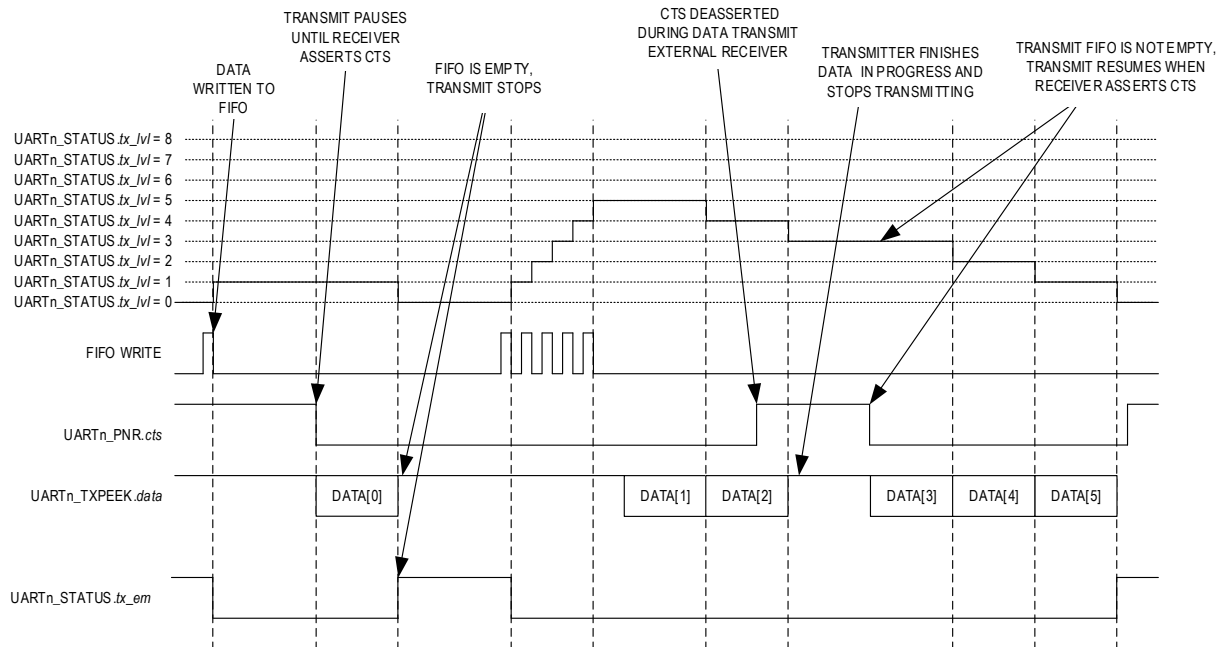 TRANSMIT PAUSES
UNTIL RECEIVER
ASSERTS CTS
CTS DEASSERTED
DURING DATA TRANSMIT
EXTERNAL RECEIVER
DATA
WRITTEN TO
FIFO
FIFO IS EMPTY,
TRANSMIT STOPS
TRANSMITTER FINISHES
DATA IN PROGRESS AND
STOPS TRANSMITTING
TRANSMIT FIFO IS NOT EMPTY,
TRANSMIT RESUMES WHEN
RECEIVER ASSERTS CTS
UARTn_STATUS.tx_lvl = 8
UARTn_STATUS.tx_lvl = 7
UARTn_STATUS.tx_lvl = 6
UARTn_STATUS.tx_lvl = 5
UARTn_STATUS.tx_lvl = 4
UARTn_STATUS.tx_lvl = 3
UARTn_STATUS.tx_lvl = 2
UARTn_STATUS.tx_lvl = 1
UARTn_STATUS.tx_lvl = 0
FIFO WRITE
UARTn_PNR.cts
UARTn_TXPEEK.data
DATA[0]
DATA[1]
DATA[2]
DATA[3]
DATA[4]
DATA[5]
UARTn_STATUS.tx_em